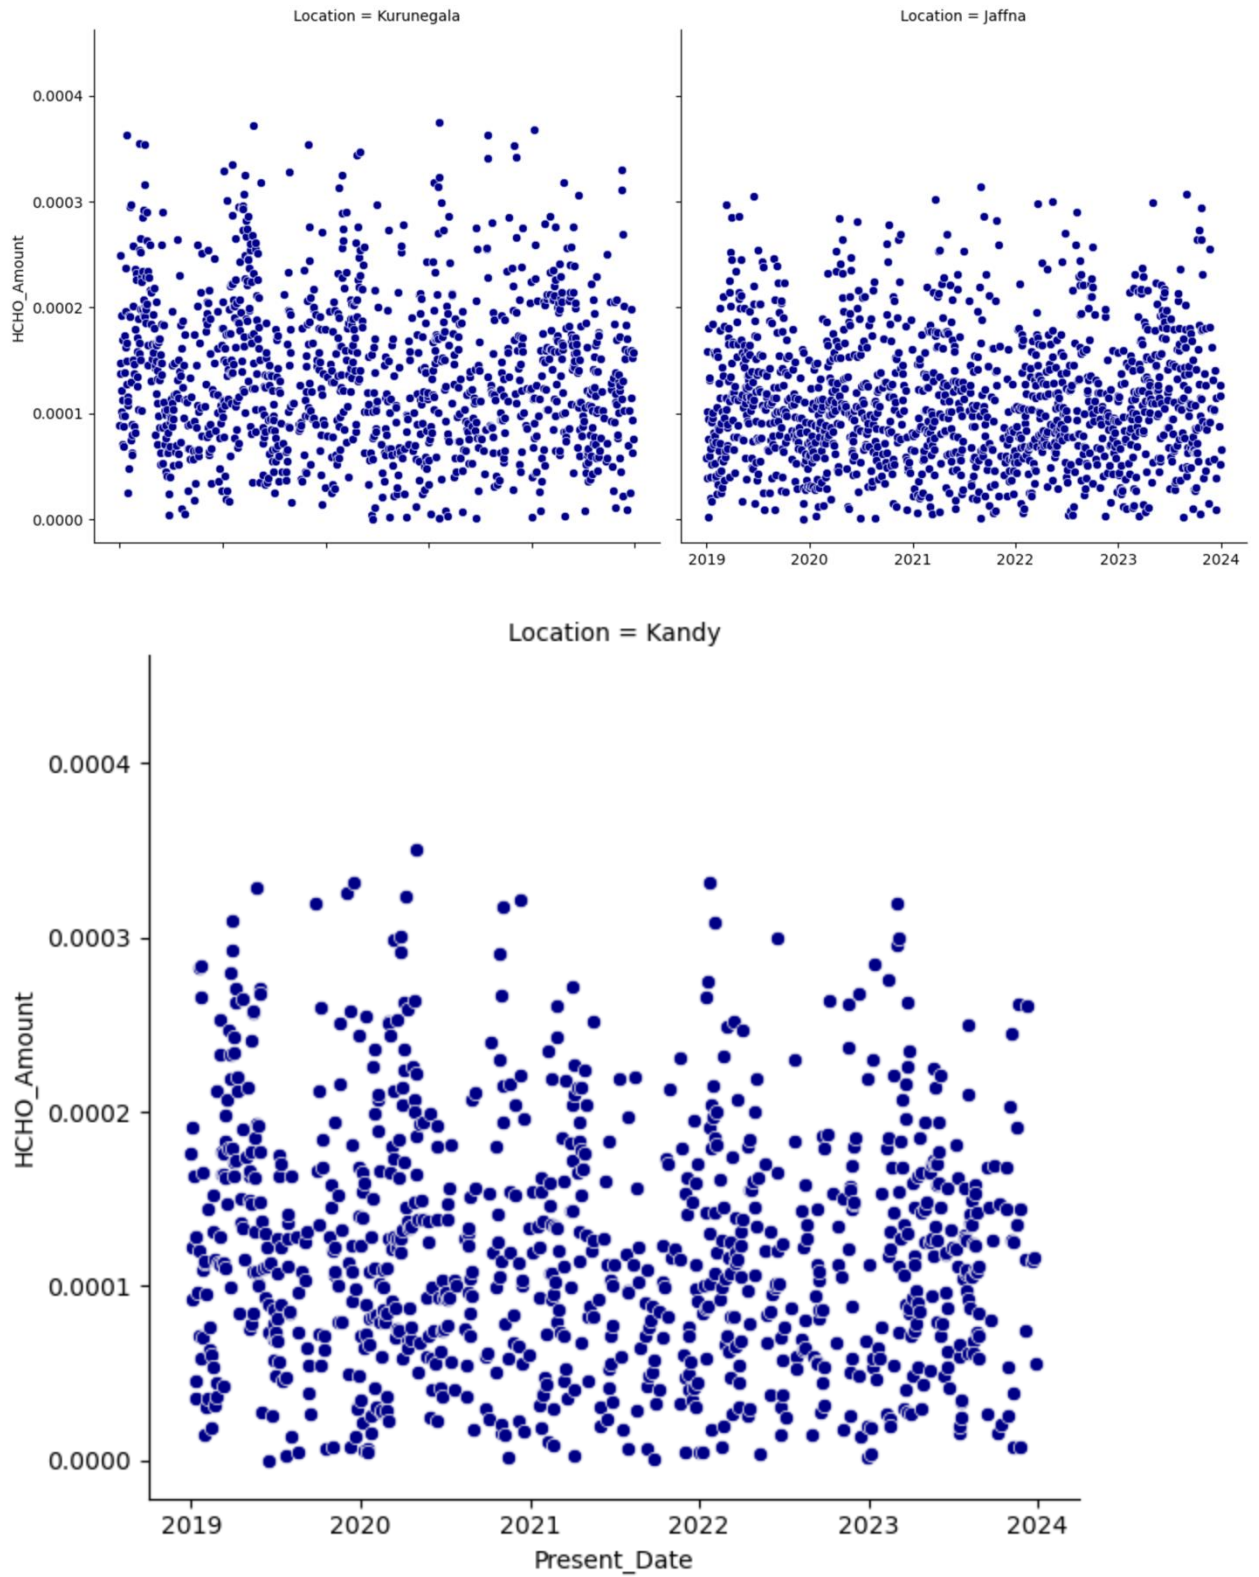 Location = Kurunegala
Location = Jaffna
0.0004
0.0003
0.0002
0.0001
0.0000
HCHO_Amount
2019 2020 2021 2022 2023 2024
Location = Kandy
0.0004
0.0003
0.0002
0.0001
0.0000
HCHO_Amount
2019 2020 2021 2022 2023 2024
Present_Date